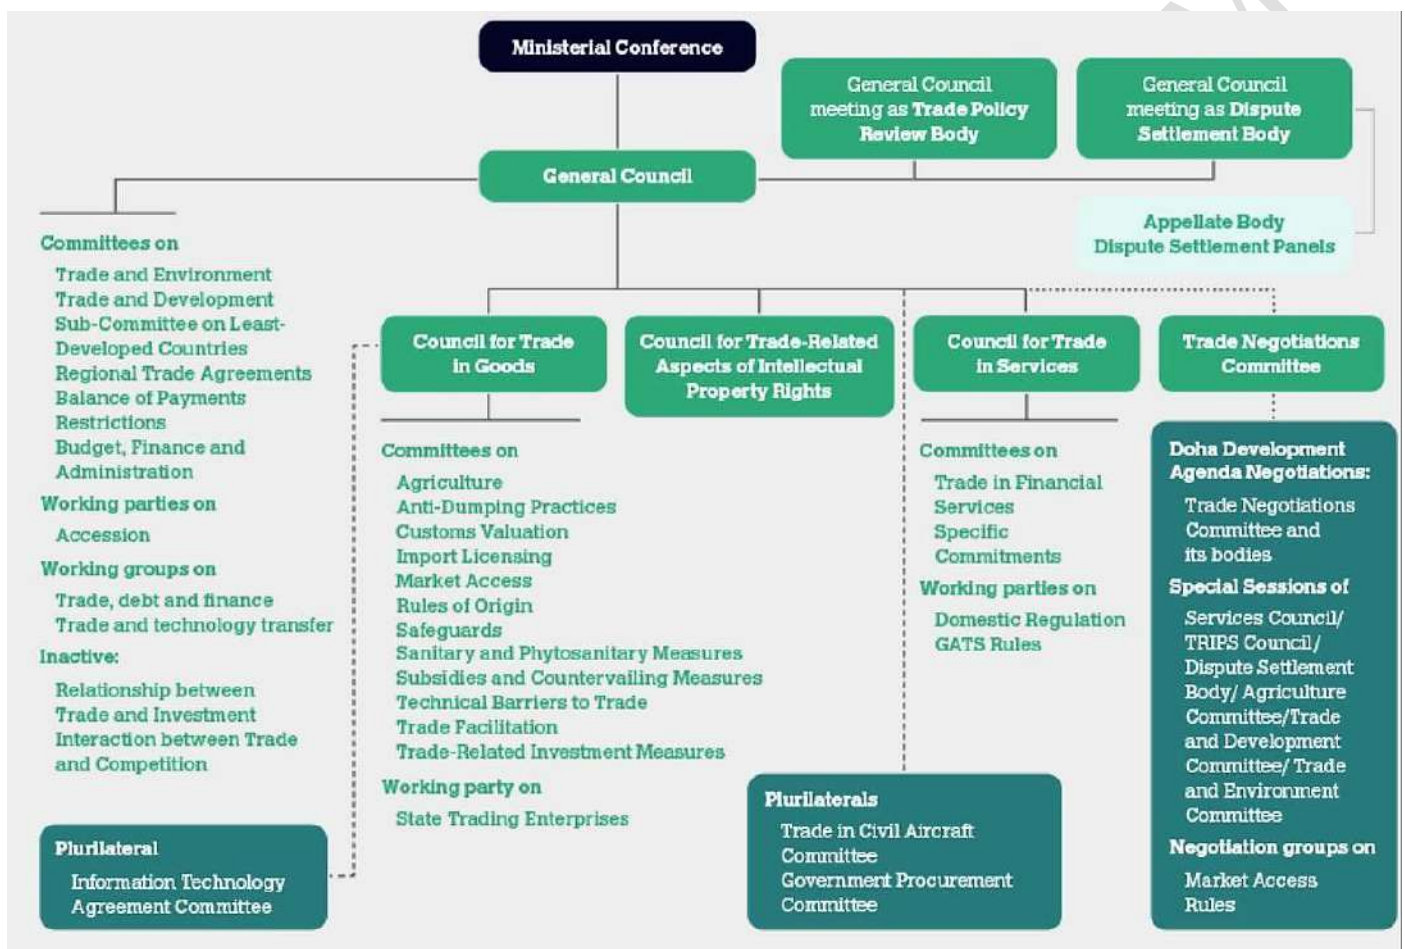 Ministerial Conference
General Council
meeting as Trade Policy
Review Body
General Council
meeting as Dispute
Settlement Body
General Council
Appellate Body
Dispute Settlement Panels
Committees on
Trade and Environment
Trade and Development
Sub-Committee on Least-
Developed Countries
Regional Trade Agreements
Balance of Payments
Restrictions
Budget, Finance and
Administration
Working parties on
Accession
Working groups on
Trade, debt and finance
Trade and technology transfer
Inactive:
Relationship between
Trade and Investment
Interaction between Trade
and Competition
Plurilateral
Information Technology
Agreement Committee
Council for Trade
in Goods
Committees on
Agriculture
Anti-Dumping Practices
Customs Valuation
Import Licensing
Market Access
Rules of Origin
Safeguards
Sanitary and Phytosanitary Measures
Subsidies and Countervailing Measures
Technical Barriers to Trade
Trade Facilitation
Trade-Related Investment Measures
Working party on
State Trading Enterprises
Council for Trade-Related
Aspects of Intellectual
Property Rights
Plurilaterals
Trade in Civil Aircraft
Committee
Government Procurement
Committee
Council for Trade
in Services
Committees on
Trade in Financial
Services
Specific
Commitments
Working parties on
Domestic Regulation
GATS Rules
Trade Negotiations
Committee
Doha Development
Agenda Negotiations:
Trade Negotiations
Committee and
its bodies
Special Sessions of
Services Council/
TRIPS Council/
Dispute Settlement
Body/ Agriculture
Committee/Trade
and Development
Committee/ Trade
and Environment
Committee
Negotiation groups on
Market Access
Rules